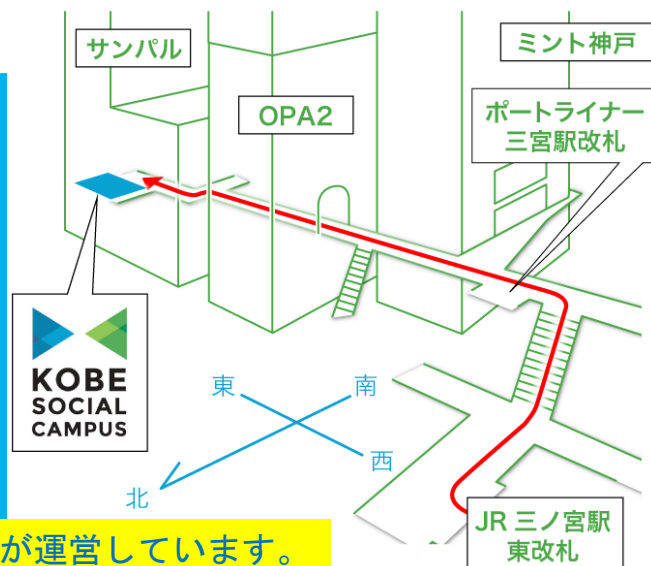 サンパル
ミント神戸
OPA2
ポートライナー
三宮駅改札
KOBE
SOCIAL
CAMPUS
東
南
西
北
JR 三ノ宮駅
東改札
が運営しています。